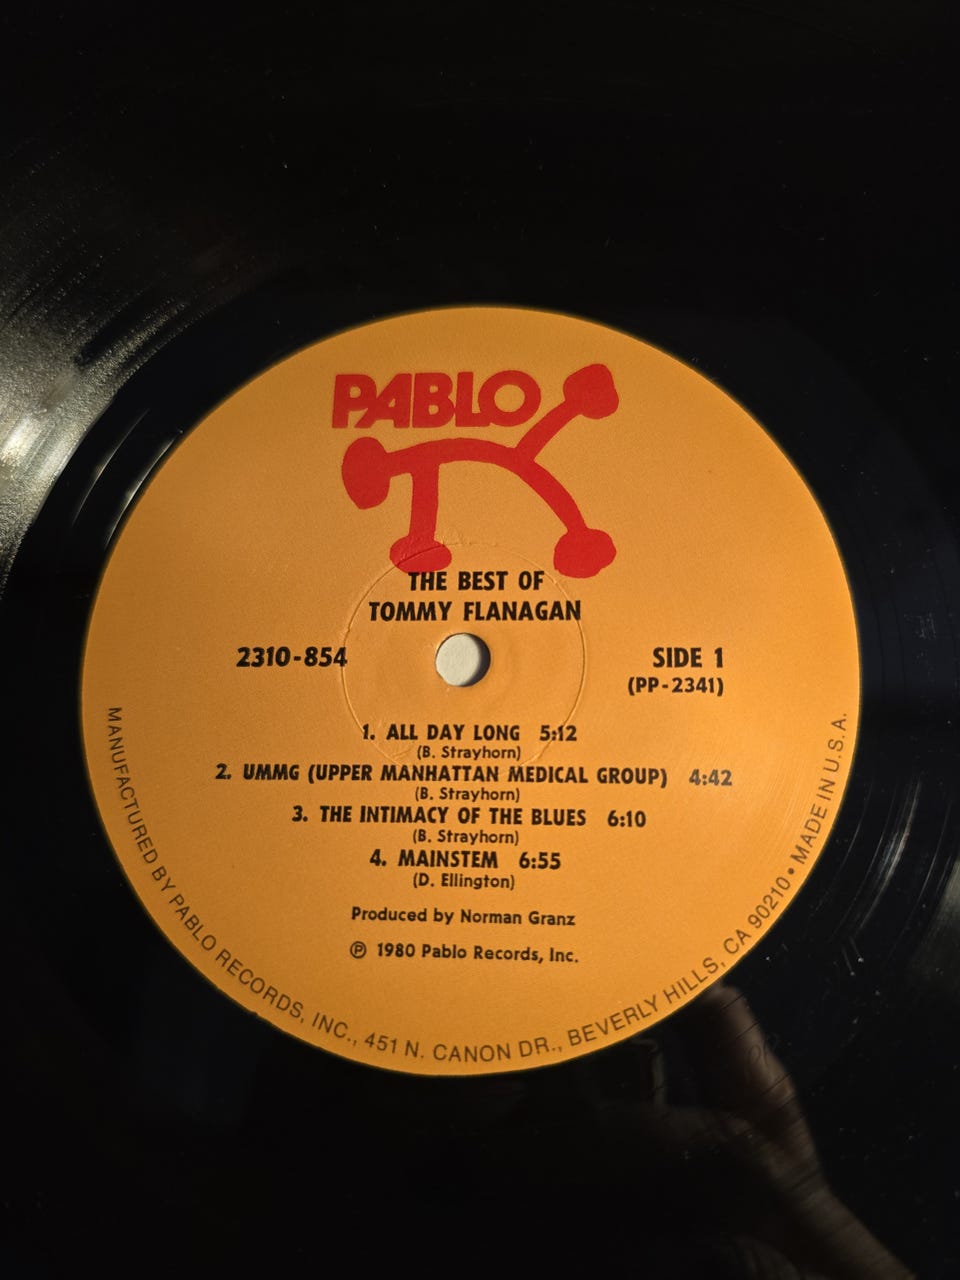 PABLO
THE BEST OF
TOMMY FLANAGAN
2310-854
SIDE 1
(PP-2341)
1. ALL DAY LONG 5:12
(B. Strayhorn)
2. UMMG (UPPER MANHATTAN MEDICAL GROUP) 4:42
(B. Strayhorn)
3. THE INTIMACY OF THE BLUES 6:10
(B. Strayhorn)
4. MAINSTEM 6:55
(D. Ellington)
Produced by Norman Granz
℗ 1980 Pablo Records, Inc.
MANUFACTURED BY PABLO RECORDS, INC., 451 N. CANON DR., BEVERLY HILLS, CA 90210 • MADE IN U.S.A.